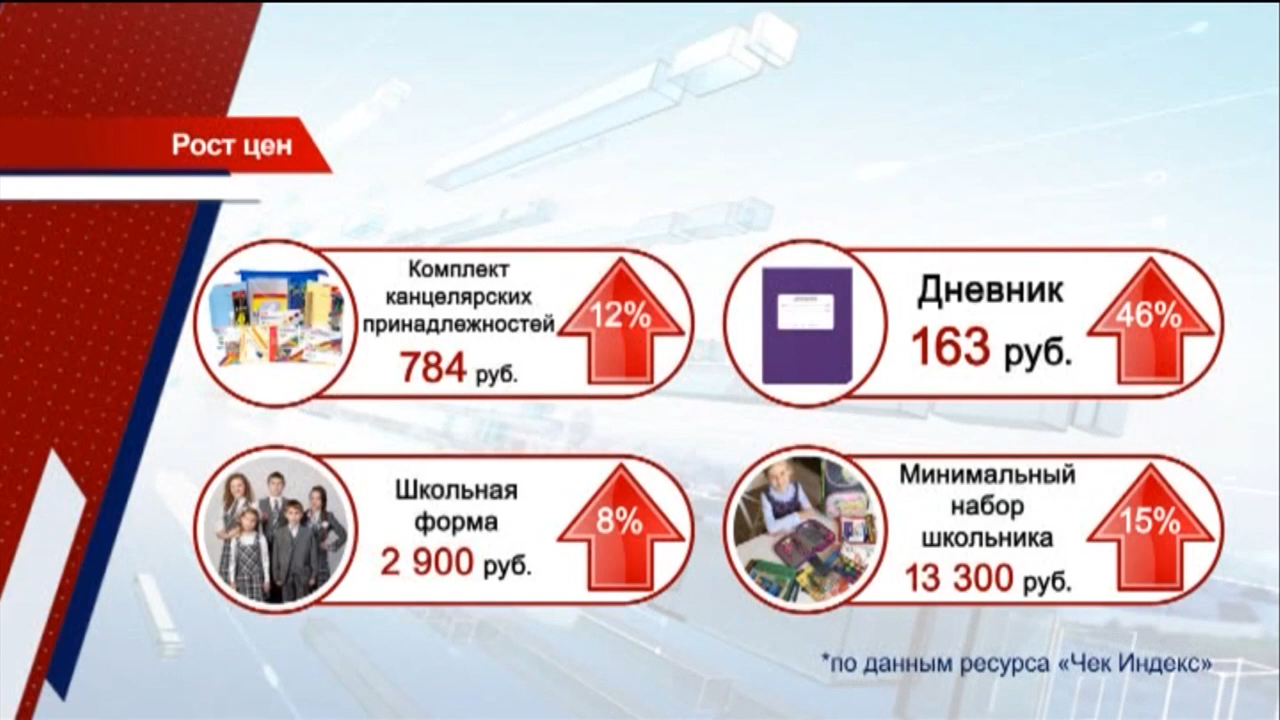 Рост цен
Комплект
канцелярских
принадлежностей
784 руб.
12%
Дневник
163 руб.
46%
Школьная
форма
2 900 руб.
8%
Минимальный
набор
школьника
13 300 руб.
15%
*по данным ресурса «Чек Индекс»